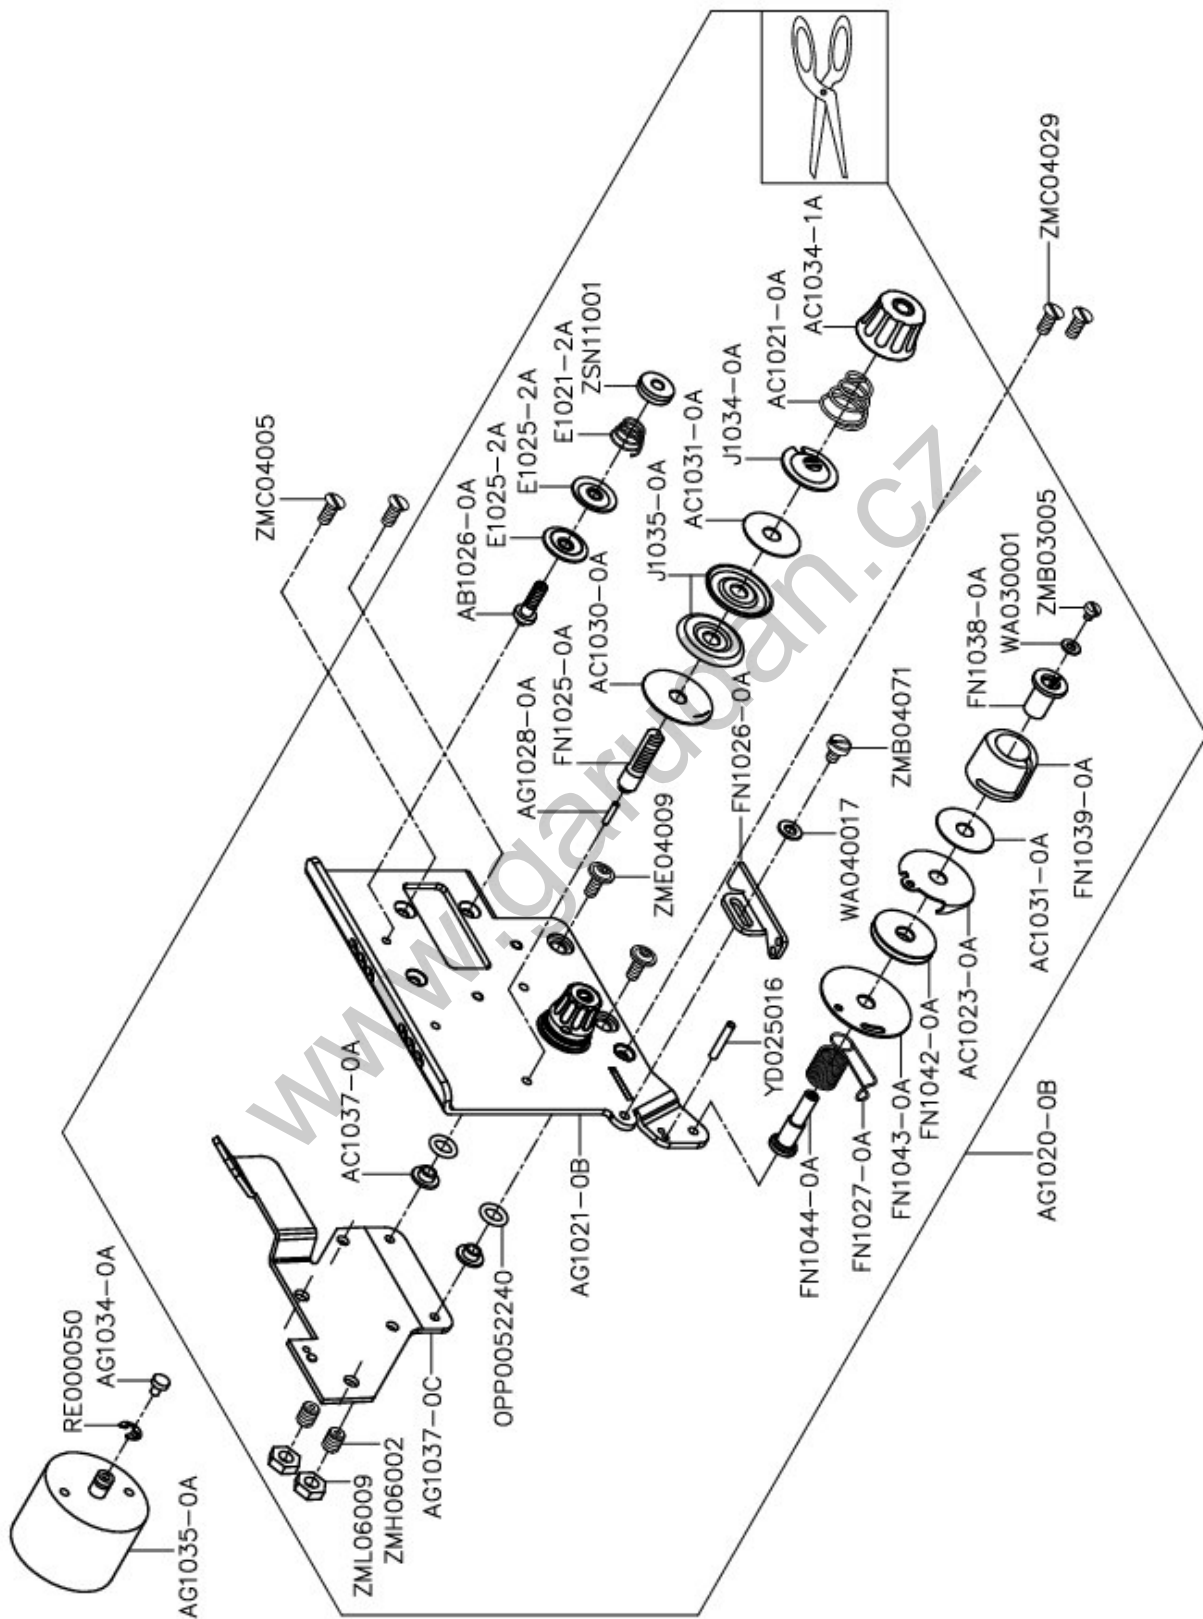 ZMC04005
AB1026-0A
E1025-2A
E1025-2A
E1021-2A
ZSN11001
AG1028-0A
FN1025-0A
AC1030-0A
J1035-0A
AC1031-0A
J1034-0A
AC1021-0A
AC1034-1A
ZMC04029
ZME04009
FN1026-0A
WA040017
ZMB04071
FN1038-0A
WA030001
ZMB03005
YD025016
FN1044-0A
FN1027-0A
FN1043-0A
FN1042-0A
AC1023-0A
AC1031-0A
FN1039-0A
AG1020-0B
AC1037-0A
AG1021-0B
OPP0052240
AG1037-0C
ZMH06002
ZML06009
RE000050
AG1034-0A
AG1035-0A
www.garudan.cz